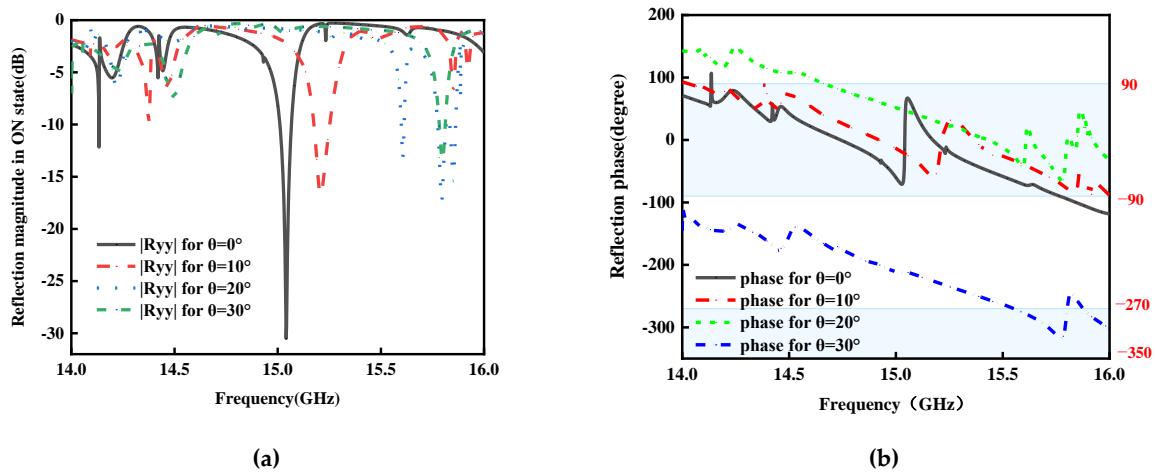 Reflection magnitude in ON state(dB)
0
-5
-10
-15
-20
-25
-30
|Ryy| for θ=0°
|Ryy| for θ=10°
|Ryy| for θ=20°
|Ryy| for θ=30°
14.0
14.5
15.0
15.5
16.0
Frequency(GHz)
(a)
Reflection phase(degree)
200
100
0
-100
-200
-300
phase for θ=0°
phase for θ=10°
phase for θ=20°
phase for θ=30°
90
−90
−270
−350
14.0
14.5
15.0
15.5
16.0
Frequency（GHz）
(b)